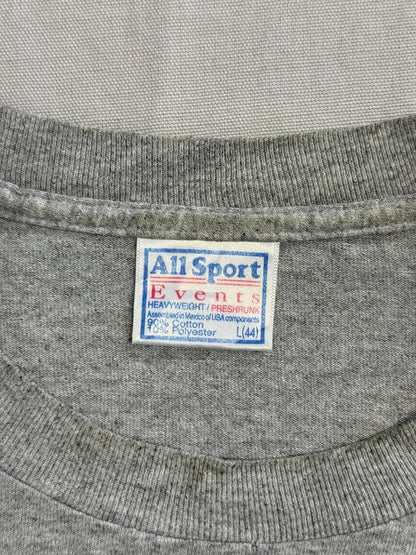 All Sport
Events
HEAVYWEIGHT / PRESHRUNK
Assembled in Mexico of USA components
90% Cotton
10% Polyester L(44)